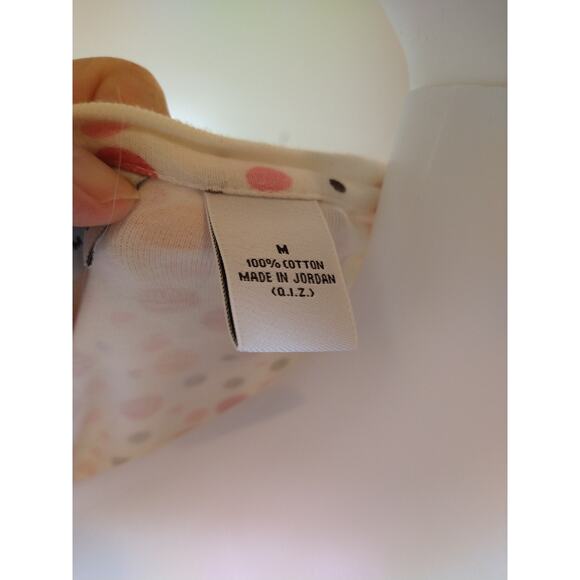 M
100% COTTON
MADE IN JORDAN
(Q.I.Z.)